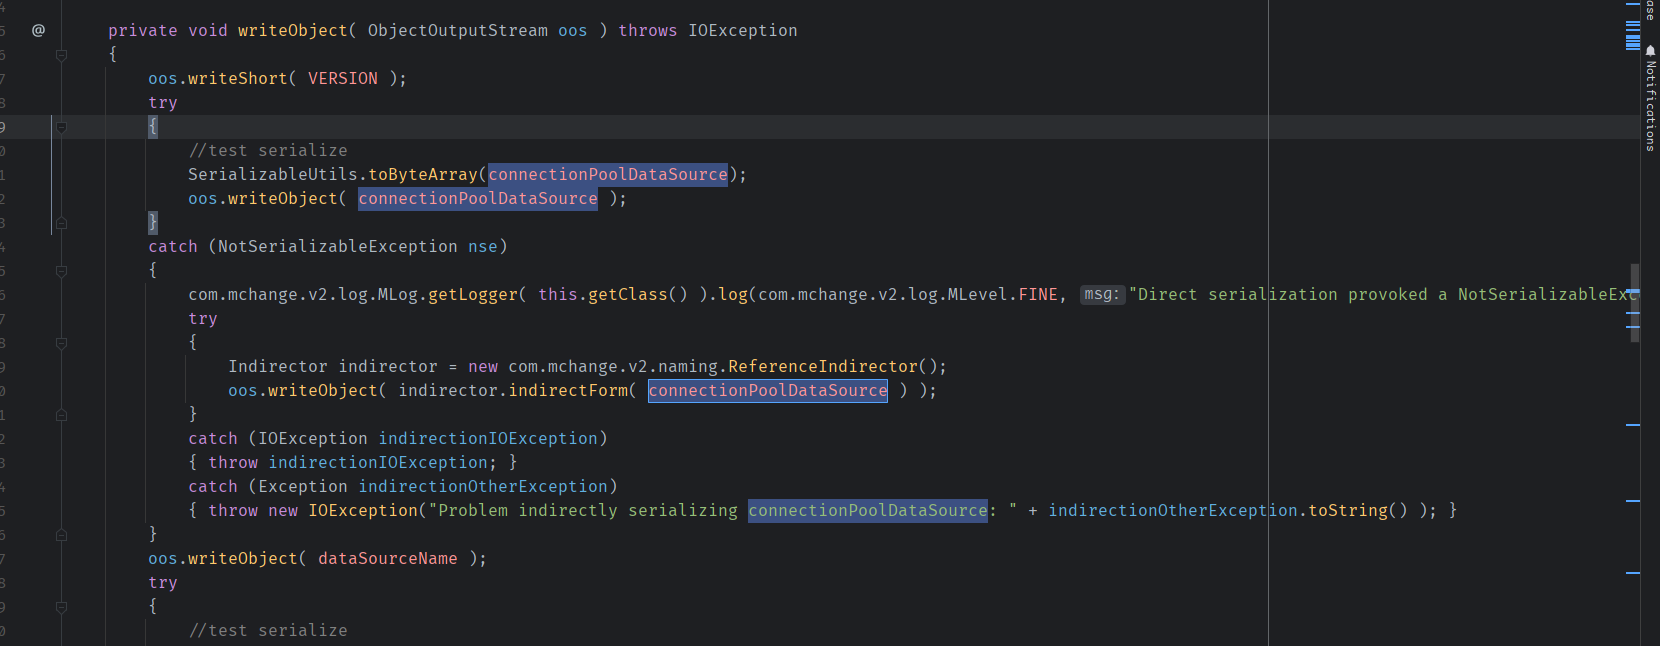 private void writeObject( ObjectOutputStream oos ) throws IOException
{
oos.writeShort( VERSION );
try
{
//test serialize
SerializableUtils.toByteArray(connectionPoolDataSource);
oos.writeObject( connectionPoolDataSource );
}
catch (NotSerializableException nse)
{
com.mchange.v2.log.MLog.getLogger( this.getClass() ).log(com.mchange.v2.log.MLevel.FINE, msg: "Direct serialization provoked a NotSerializableExc
try
{
Indirector indirector = new com.mchange.v2.naming.ReferenceIndirector();
oos.writeObject( indirector.indirectForm( connectionPoolDataSource ) );
}
catch (IOException indirectionIOException)
{ throw indirectionIOException; }
catch (Exception indirectionOtherException)
{ throw new IOException("Problem indirectly serializing connectionPoolDataSource: " + indirectionOtherException.toString() ); }
}
oos.writeObject( dataSourceName );
try
{
//test serialize
ase
Notifications